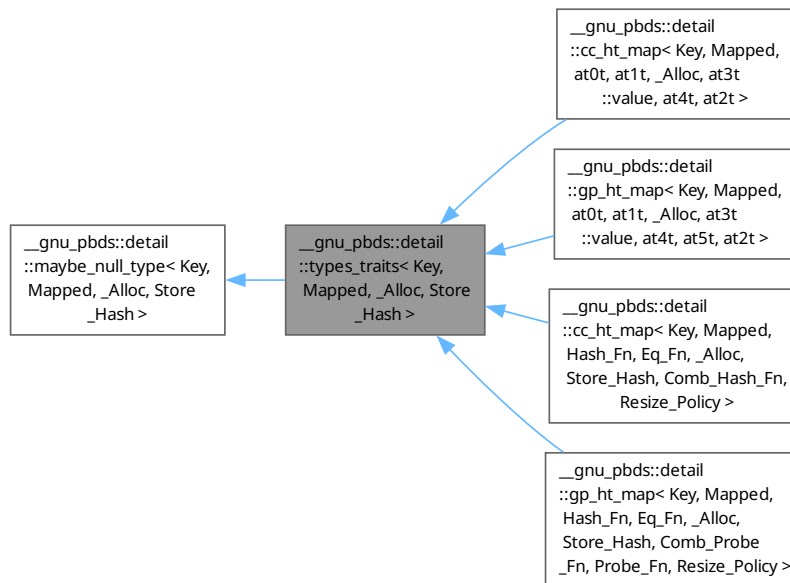 __gnu_pbds::detail
::maybe_null_type< Key,
Mapped, _Alloc, Store
_Hash >
__gnu_pbds::detail
::types_traits< Key,
Mapped, _Alloc, Store
_Hash >
__gnu_pbds::detail
::cc_ht_map< Key, Mapped,
at0t, at1t, _Alloc, at3t
::value, at4t, at2t >
__gnu_pbds::detail
::gp_ht_map< Key, Mapped,
at0t, at1t, _Alloc, at3t
::value, at4t, at5t, at2t >
__gnu_pbds::detail
::cc_ht_map< Key, Mapped,
Hash_Fn, Eq_Fn, _Alloc,
Store_Hash, Comb_Hash_Fn,
Resize_Policy >
__gnu_pbds::detail
::gp_ht_map< Key, Mapped,
Hash_Fn, Eq_Fn, _Alloc,
Store_Hash, Comb_Probe
_Fn, Probe_Fn, Resize_Policy >